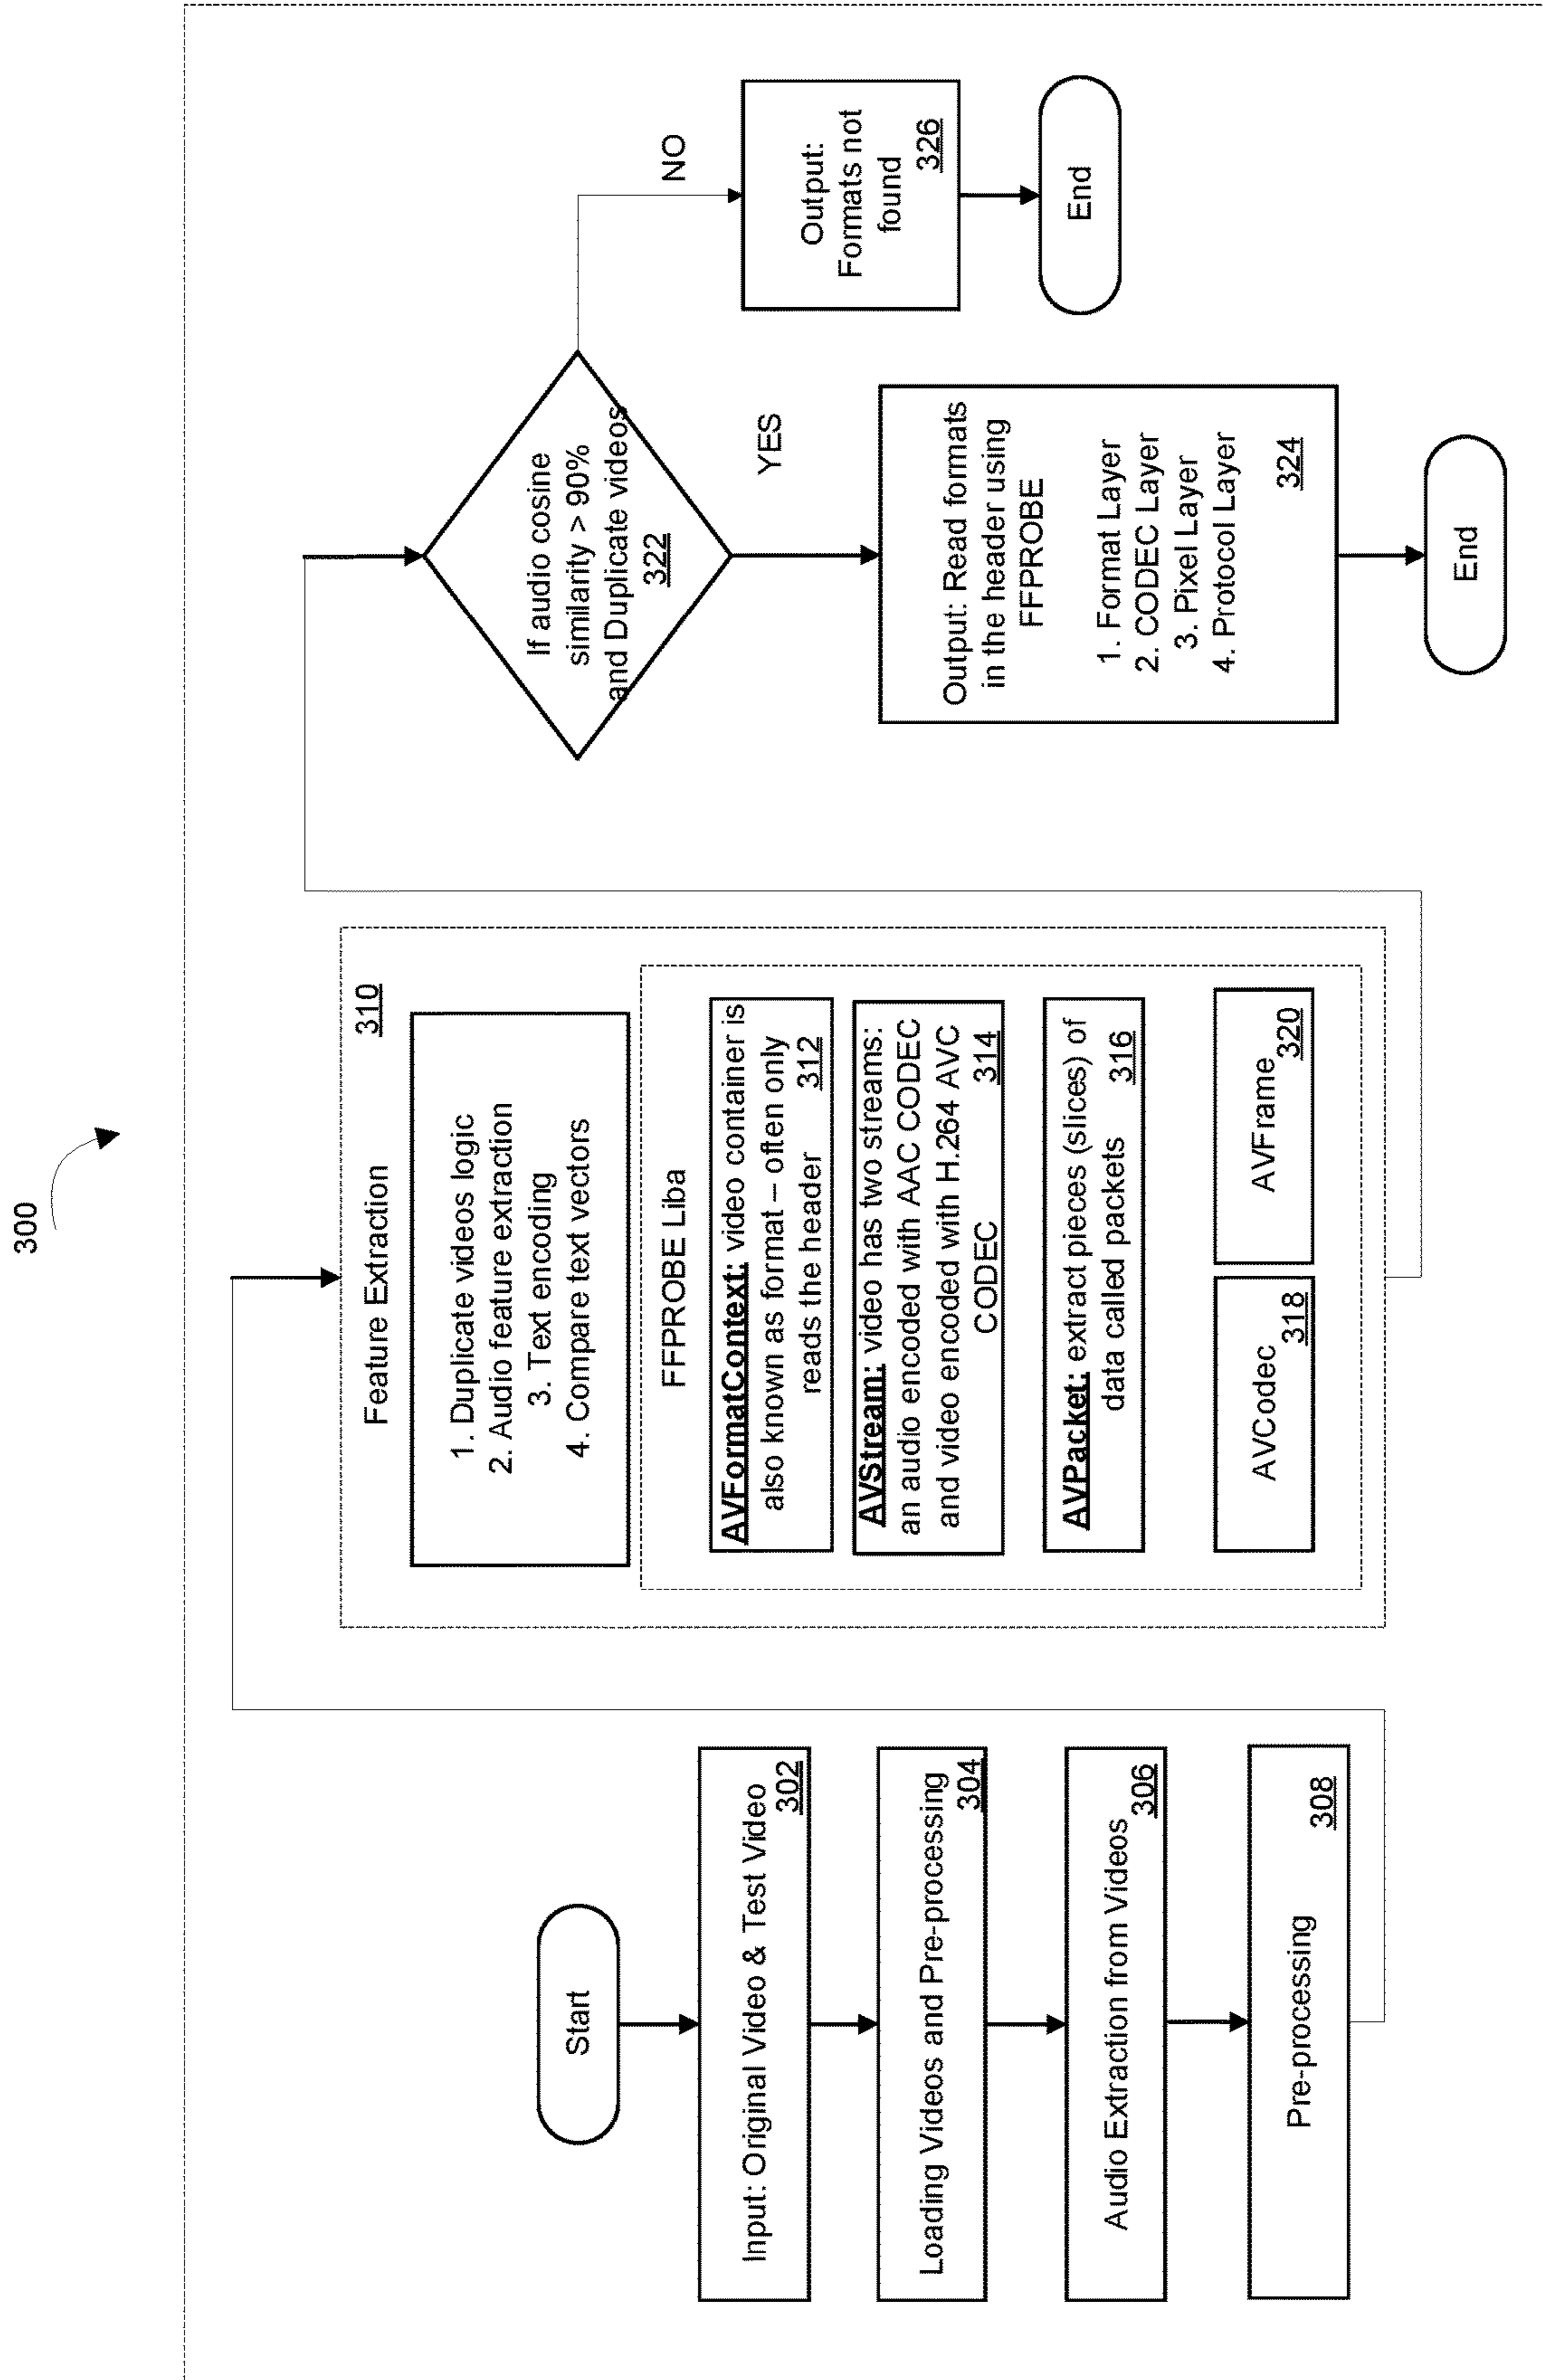 300
Start
Input: Original Video & Test Video
302
Loading Videos and Pre-processing
304
Audio Extraction from Videos
306
Pre-processing
308
Feature Extraction
310
1. Duplicate videos logic
2. Audio feature extraction
3. Text encoding
4. Compare text vectors
FFPROBE Liba
AVFormatContext: video container is
also known as format – often only
reads the header 312
AVStream: video has two streams:
an audio encoded with AAC CODEC
and video encoded with H.264 AVC
CODEC 314
AVPacket: extract pieces (slices) of
data called packets 316
AVCodec
318
AVFrame
320
If audio cosine
similarity > 90%
and Duplicate videos
322
YES
NO
Output: Read formats
in the header using
FFPROBE
1. Format Layer
2. CODEC Layer
3. Pixel Layer
4. Protocol Layer
324
End
Output:
Formats not
found
326
End